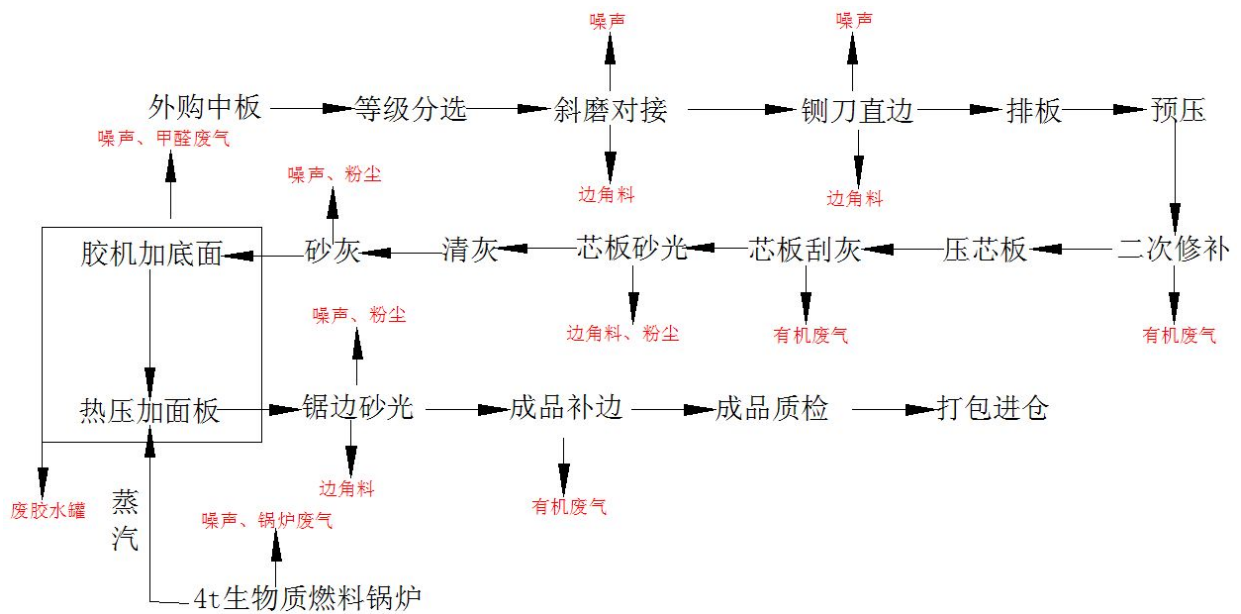 噪声
噪声
外购中板
等级分选
斜磨对接
铡刀直边
排板
预压
噪声、甲醛废气
噪声、粉尘
边角料
边角料
胶机加底面
砂灰
清灰
芯板砂光
芯板刮灰
压芯板
二次修补
噪声、粉尘
边角料、粉尘
有机废气
有机废气
热压加面板
锯边砂光
成品补边
成品质检
打包进仓
边角料
有机废气
废胶水罐
蒸汽
噪声、锅炉废气
4t生物质燃料锅炉